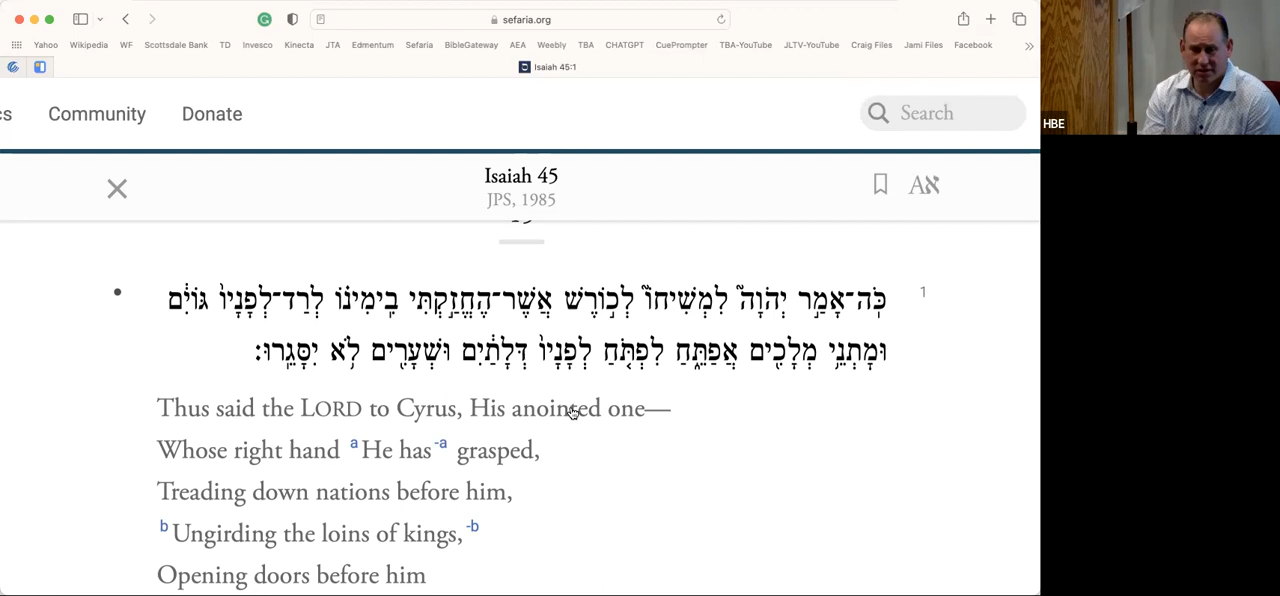 sefaria.org
Yahoo Wikipedia WF Scottsdale Bank TD Invesco Kinecta JTA Edmentum Sefaria BibleGateway AEA Weebly TBA CHATGPT CuePrompter TBA-YouTube JLTV-YouTube Craig Files Jami Files Facebook
Isaiah 45:1
cs Community Donate Search
HBE
Isaiah 45
JPS, 1985
Aא
1
כֹּה־אָמַ֣ר יְהֹוָה֮ לִמְשִׁיחוֹ֮ לְכ֣וֹרֶשׁ אֲשֶׁר־הֶחֱזַ֣קְתִּי בִֽימִינ֗וֹ לְרַד־לְפָנָיו֙ גּוֹיִ֔ם
וּמׇתְנֵ֥י מְלָכִ֖ים אֲפַתֵּ֑חַ לִפְתֹּ֤חַ לְפָנָיו֙ דְּלָתַ֔יִם וּשְׁעָרִ֖ים לֹ֥א יִסָּגֵֽרוּ׃
Thus said the LORD to Cyrus, His anointed one—
Whose right hand a He has -a grasped,
Treading down nations before him,
b Ungirding the loins of kings, -b
Opening doors before him